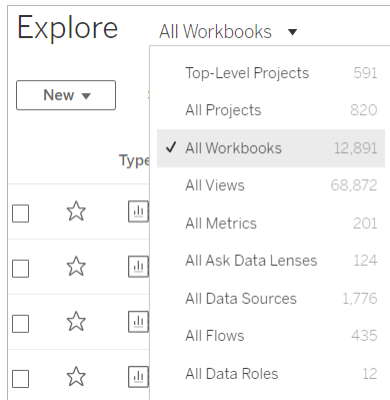 Explore All Workbooks
Top-Level Projects 591
New
All Projects 820
All Workbooks 12,891
Type
All Views 68,872
All Metrics 201
All Ask Data Lenses 124
All Data Sources 1,776
All Flows 435
All Data Roles 12